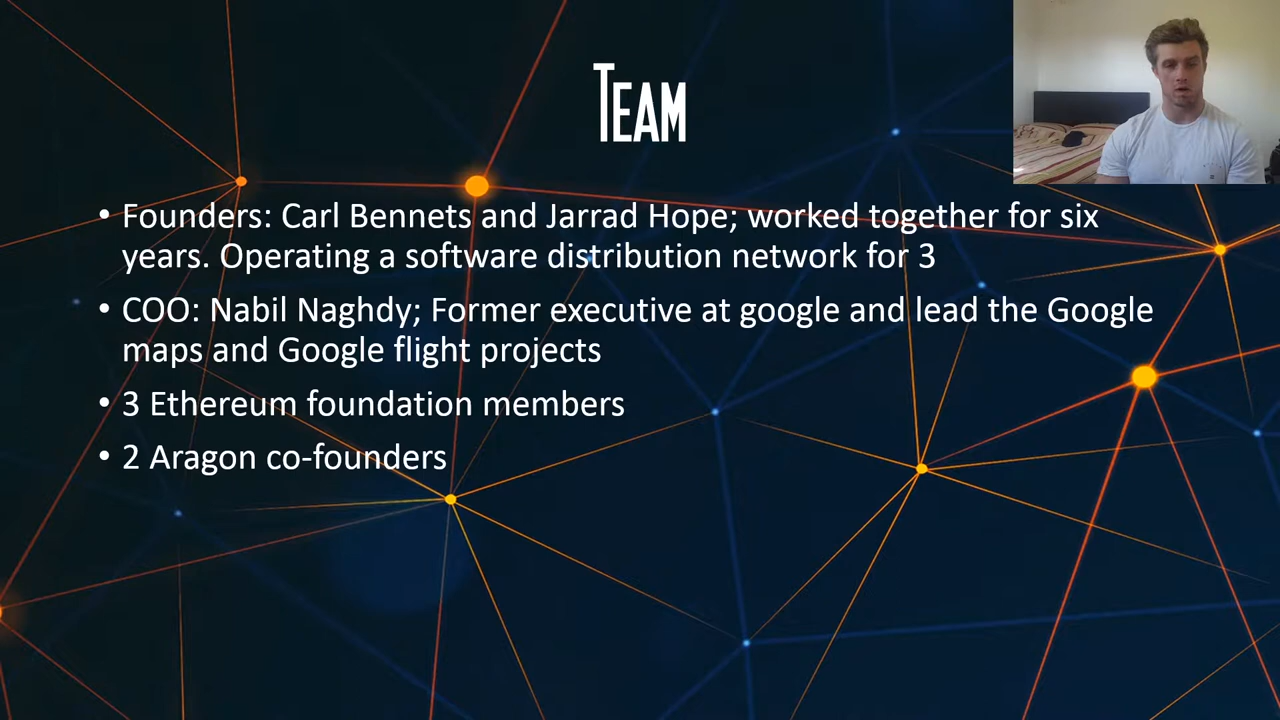 TEAM
• Founders: Carl Bennets and Jarrad Hope; worked together for six
years. Operating a software distribution network for 3
• COO: Nabil Naghdy; Former executive at google and lead the Google
maps and Google flight projects
• 3 Ethereum foundation members
• 2 Aragon co-founders